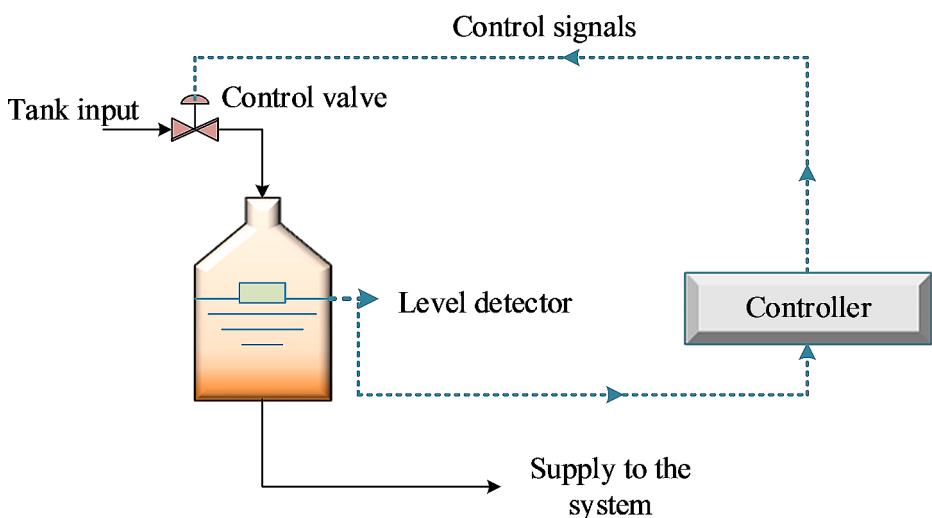 Control signals
Control valve
Tank input
Level detector
Controller
Supply to the
system